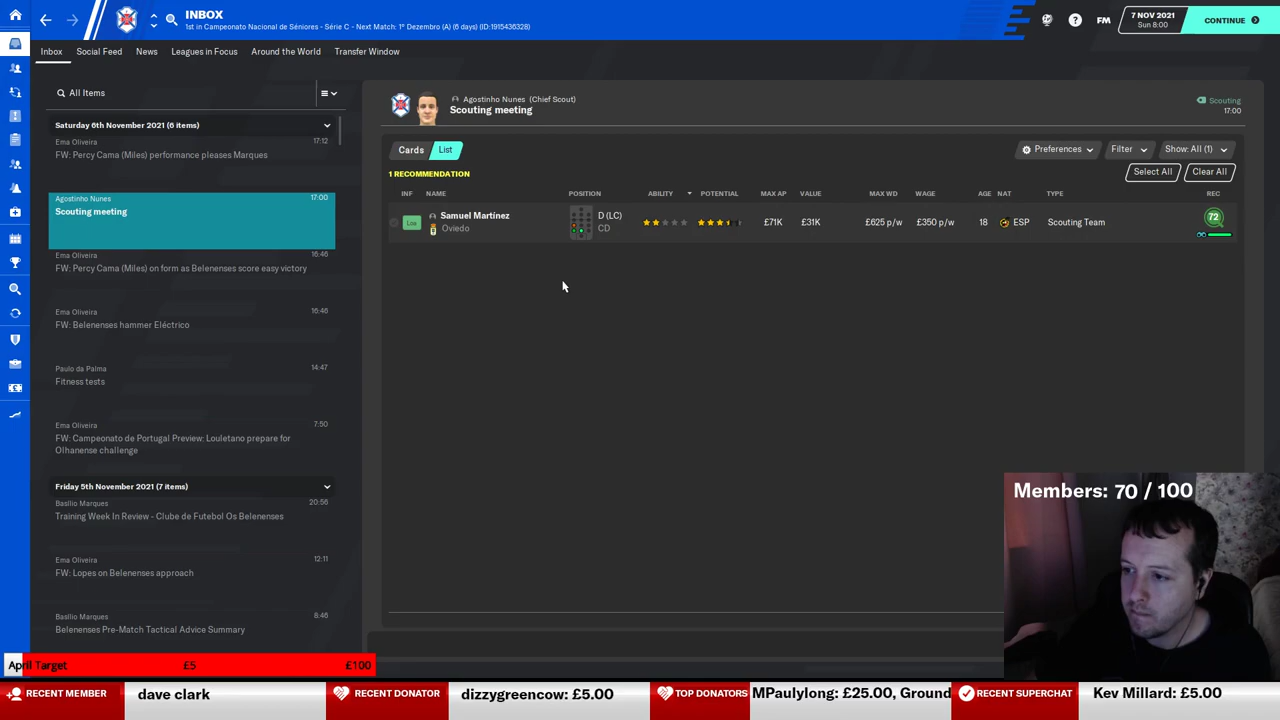 INBOX
1st in Campeonato Nacional de Séniores - Série C - Next Match: 1º Dezembro (A) (6 days) (ID:1915436328)
FM
7 NOV 2021
Sun 8:00
CONTINUE
Inbox
Social Feed
News
Leagues in Focus
Around the World
Transfer Window
All Items
Saturday 6th November 2021 (6 items)
Ema Oliveira
17:12
FW: Percy Cama (Miles) performance pleases Marques
Agostinho Nunes
17:00
Scouting meeting
Ema Oliveira
16:46
FW: Percy Cama (Miles) on form as Belenenses score easy victory
Ema Oliveira
16:46
FW: Belenenses hammer Eléctrico
Paulo da Palma
14:47
Fitness tests
Ema Oliveira
7:50
FW: Campeonato de Portugal Preview: Louletano prepare for
Olhanense challenge
Friday 5th November 2021 (7 items)
Basílio Marques
20:56
Training Week In Review - Clube de Futebol Os Belenenses
Ema Oliveira
12:11
FW: Lopes on Belenenses approach
Basílio Marques
8:46
Belenenses Pre-Match Tactical Advice Summary
Agostinho Nunes (Chief Scout)
Scouting meeting
Scouting
17:00
Cards
List
Preferences
Filter
Show: All (1)
1 RECOMMENDATION
Select All
Clear All
INF NAME POSITION ABILITY POTENTIAL MAX AP VALUE MAX WD WAGE AGE NAT TYPE REC
Samuel Martínez
Oviedo
D (LC)
CD
£71K
£31K
£625 p/w
£350 p/w
18
ESP
Scouting Team
72
Members: 70 / 100
April Target
£5
£100
RECENT MEMBER
dave clark
RECENT DONATOR
dizzygreencow: £5.00
TOP DONATORS
MPaulylong: £25.00, Ground
RECENT SUPERCHAT
Kev Millard: £5.00